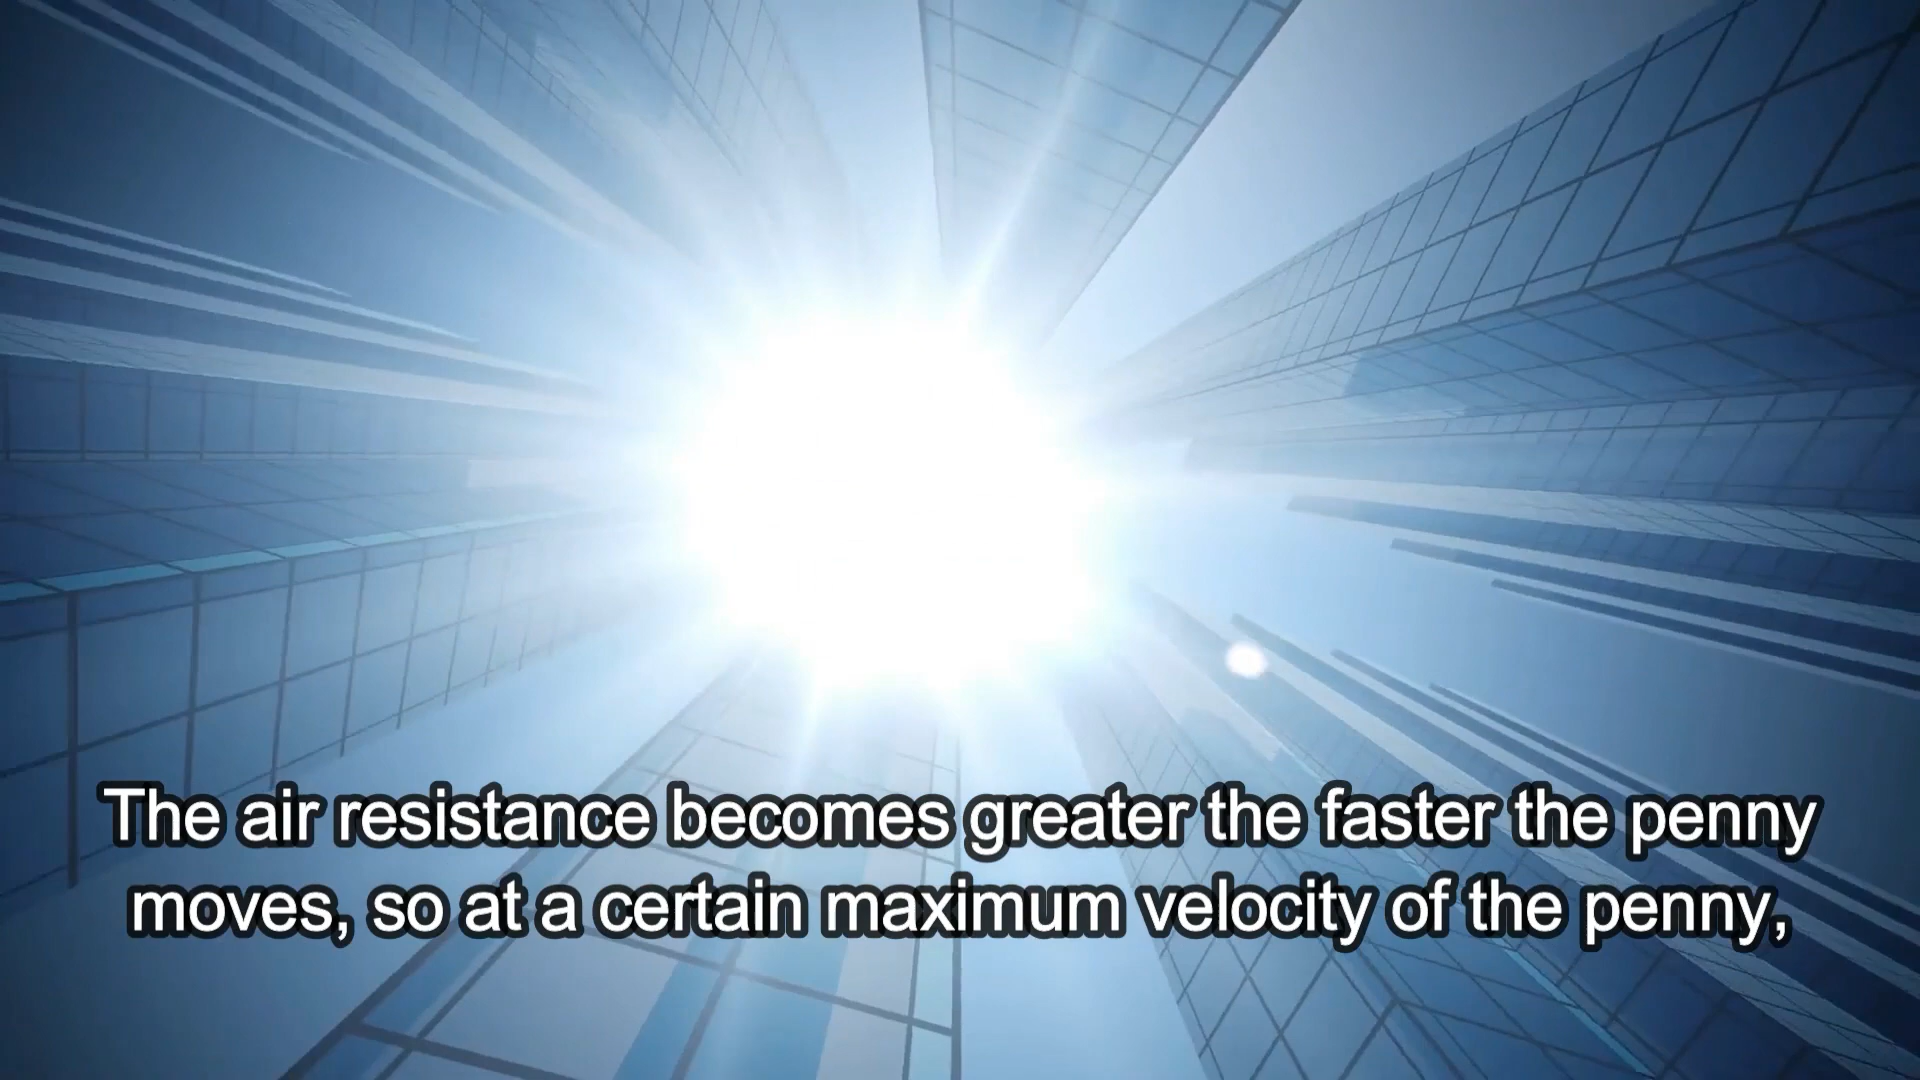 The air resistance becomes greater the faster the penny
moves, so at a certain maximum velocity of the penny,